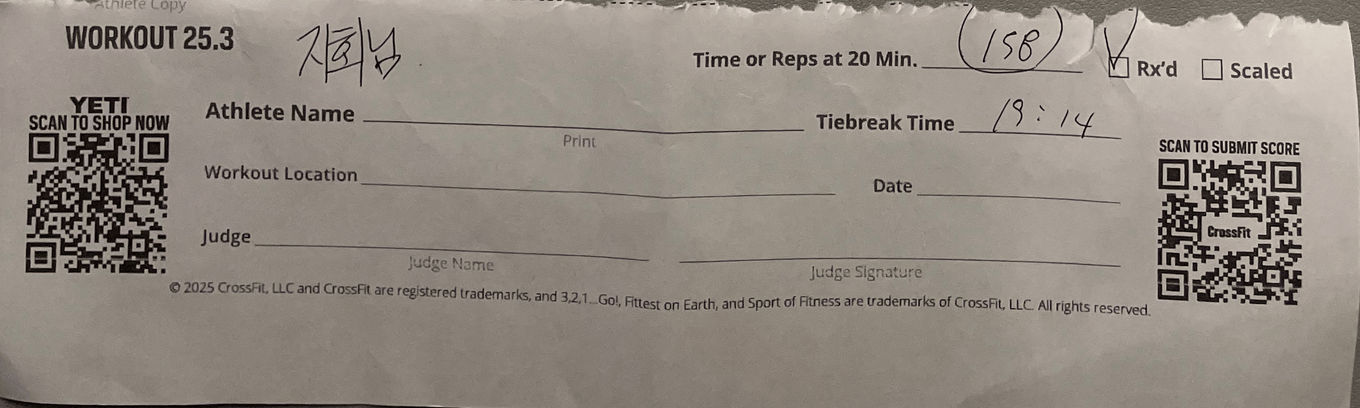 Athlete Copy
WORKOUT 25.3 지희님
Time or Reps at 20 Min. (158) Rx'd Scaled
YETI
SCAN TO SHOP NOW
Athlete Name
Print
Tiebreak Time 19:14
SCAN TO SUBMIT SCORE
Workout Location
Date
CrossFit
Judge
Judge Name
Judge Signature
© 2025 CrossFit, LLC and CrossFit are registered trademarks, and 3,2,1...Go!, Fittest on Earth, and Sport of Fitness are trademarks of CrossFit, LLC. All rights reserved.